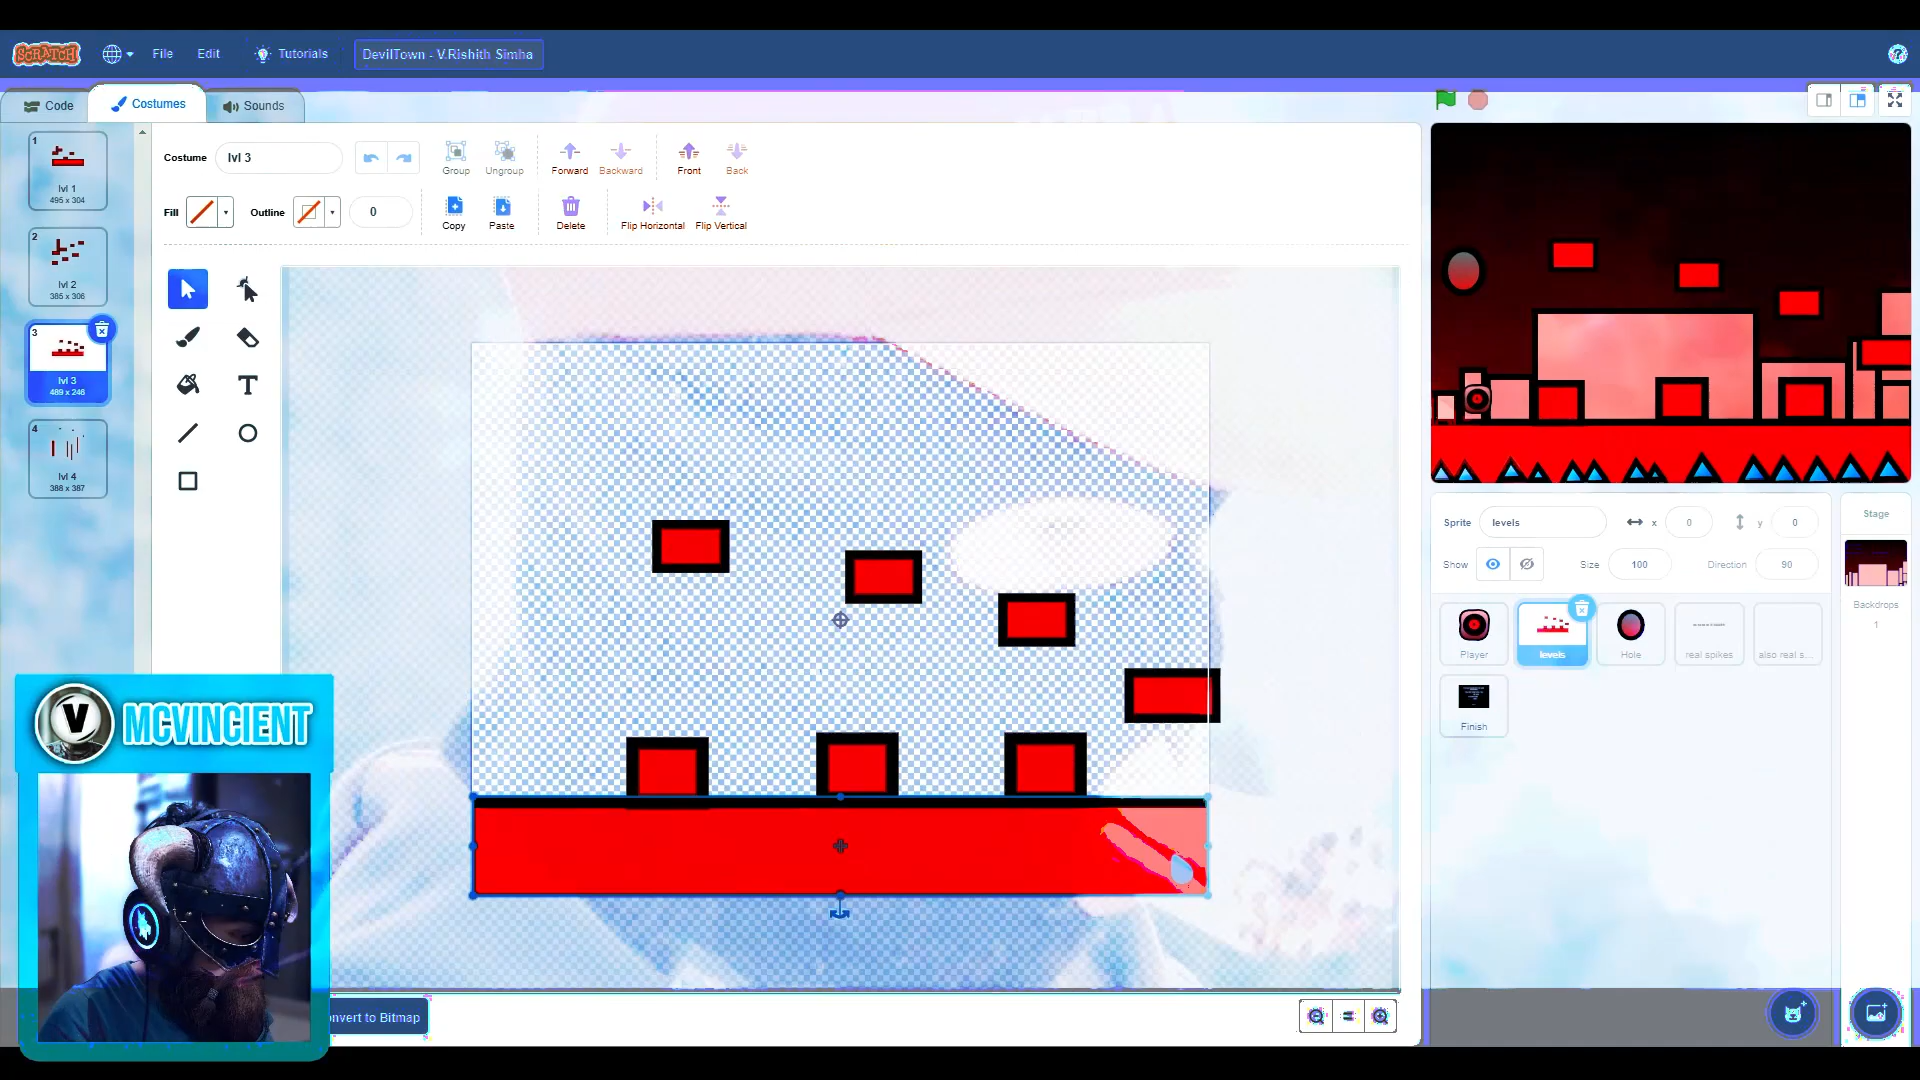 SCRATCH
File
Edit
Tutorials
DevilTown - V.Rishith Simha
Code
Costumes
Sounds
1
lvl 1
495 x 304
2
lvl 2
385 x 306
3
lvl 3
489 x 246
4
lvl 4
388 x 387
Costume
lvl 3
Group
Ungroup
Forward
Backward
Front
Back
Fill
Outline
0
Copy
Paste
Delete
Flip Horizontal
Flip Vertical
V
MCVINCIENT
onvert to Bitmap
Sprite
levels
x
0
y
0
Show
Size
100
Direction
90
Stage
Backdrops
1
Player
levels
Hole
real spikes
also real s...
Finish